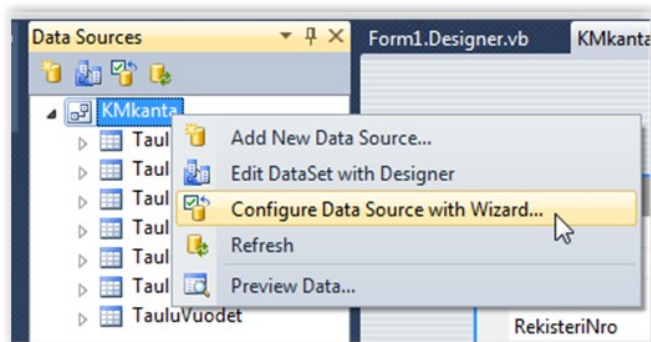 Data Sources
Form1.Designer.vb
KMkanta
KMkanta
Taul
Add New Data Source...
Taul
Edit DataSet with Designer
Taul
Configure Data Source with Wizard...
Taul
Refresh
Taul
Taul
Preview Data...
TauluVuodet
RekisteriNro